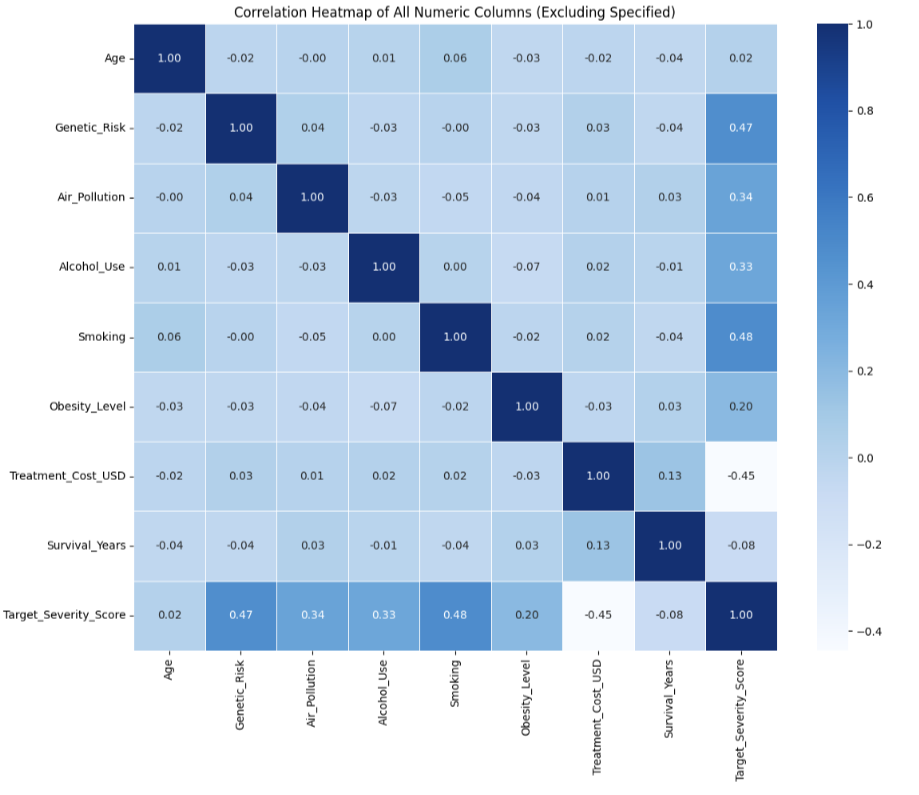 Correlation Heatmap of All Numeric Columns (Excluding Specified)
Age 1.00 -0.02 -0.00 0.01 0.06 -0.03 -0.02 -0.04 0.02
Genetic_Risk -0.02 1.00 0.04 -0.03 -0.00 -0.03 0.03 -0.04 0.47
Air_Pollution -0.00 0.04 1.00 -0.03 -0.05 -0.04 0.01 0.03 0.34
Alcohol_Use 0.01 -0.03 -0.03 1.00 0.00 -0.07 0.02 -0.01 0.33
Smoking 0.06 -0.00 -0.05 0.00 1.00 -0.02 0.02 -0.04 0.48
Obesity_Level -0.03 -0.03 -0.04 -0.07 -0.02 1.00 -0.03 0.03 0.20
Treatment_Cost_USD -0.02 0.03 0.01 0.02 0.02 -0.03 1.00 0.13 -0.45
Survival_Years -0.04 -0.04 0.03 -0.01 -0.04 0.03 0.13 1.00 -0.08
Target_Severity_Score 0.02 0.47 0.34 0.33 0.48 0.20 -0.45 -0.08 1.00
Age
Genetic_Risk
Air_Pollution
Alcohol_Use
Smoking
Obesity_Level
Treatment_Cost_USD
Survival_Years
Target_Severity_Score
1.0
0.8
0.6
0.4
0.2
0.0
−0.2
−0.4